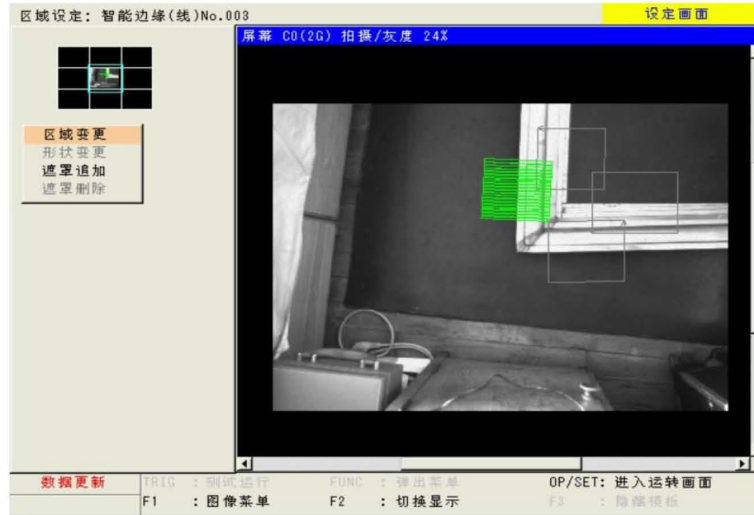 区域设定: 智能边缘(线)No.003
设定画面
屏幕 C0(2G) 拍摄/灰度 24%
区域变更
形状变更
遮罩追加
遮罩删除
数据更新
TRIG : 测试运行
FUNC : 弹出菜单
OP/SET: 进入运转画面
F1 : 图像菜单
F2 : 切换显示
F3 : 隐藏模板